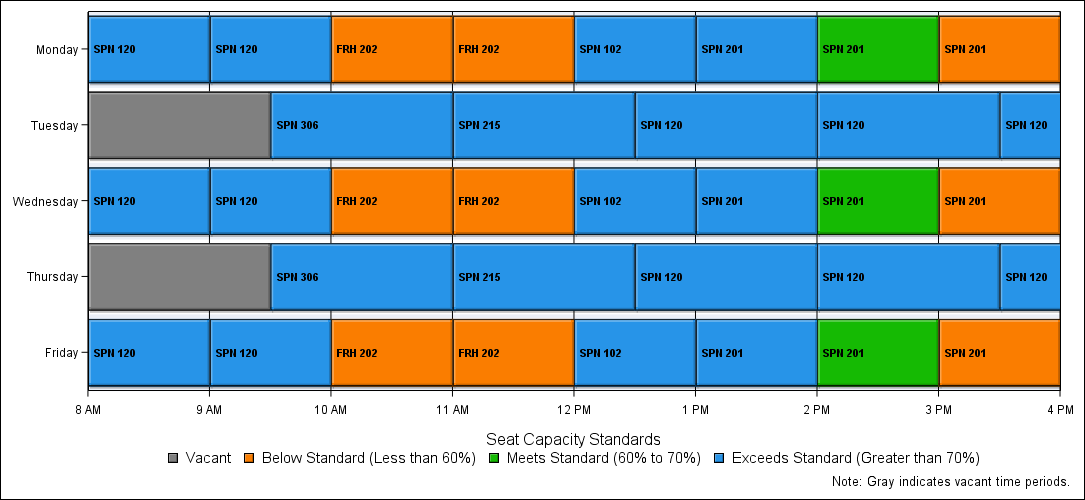 Monday SPN 120 SPN 120 FRH 202 FRH 202 SPN 102 SPN 201 SPN 201 SPN 201
Tuesday SPN 306 SPN 215 SPN 120 SPN 120 SPN 120
Wednesday SPN 120 SPN 120 FRH 202 FRH 202 SPN 102 SPN 201 SPN 201 SPN 201
Thursday SPN 306 SPN 215 SPN 120 SPN 120 SPN 120
Friday SPN 120 SPN 120 FRH 202 FRH 202 SPN 102 SPN 201 SPN 201 SPN 201
8 AM 9 AM 10 AM 11 AM 12 PM 1 PM 2 PM 3 PM 4 PM
Seat Capacity Standards
Vacant Below Standard (Less than 60%) Meets Standard (60% to 70%) Exceeds Standard (Greater than 70%)
Note: Gray indicates vacant time periods.